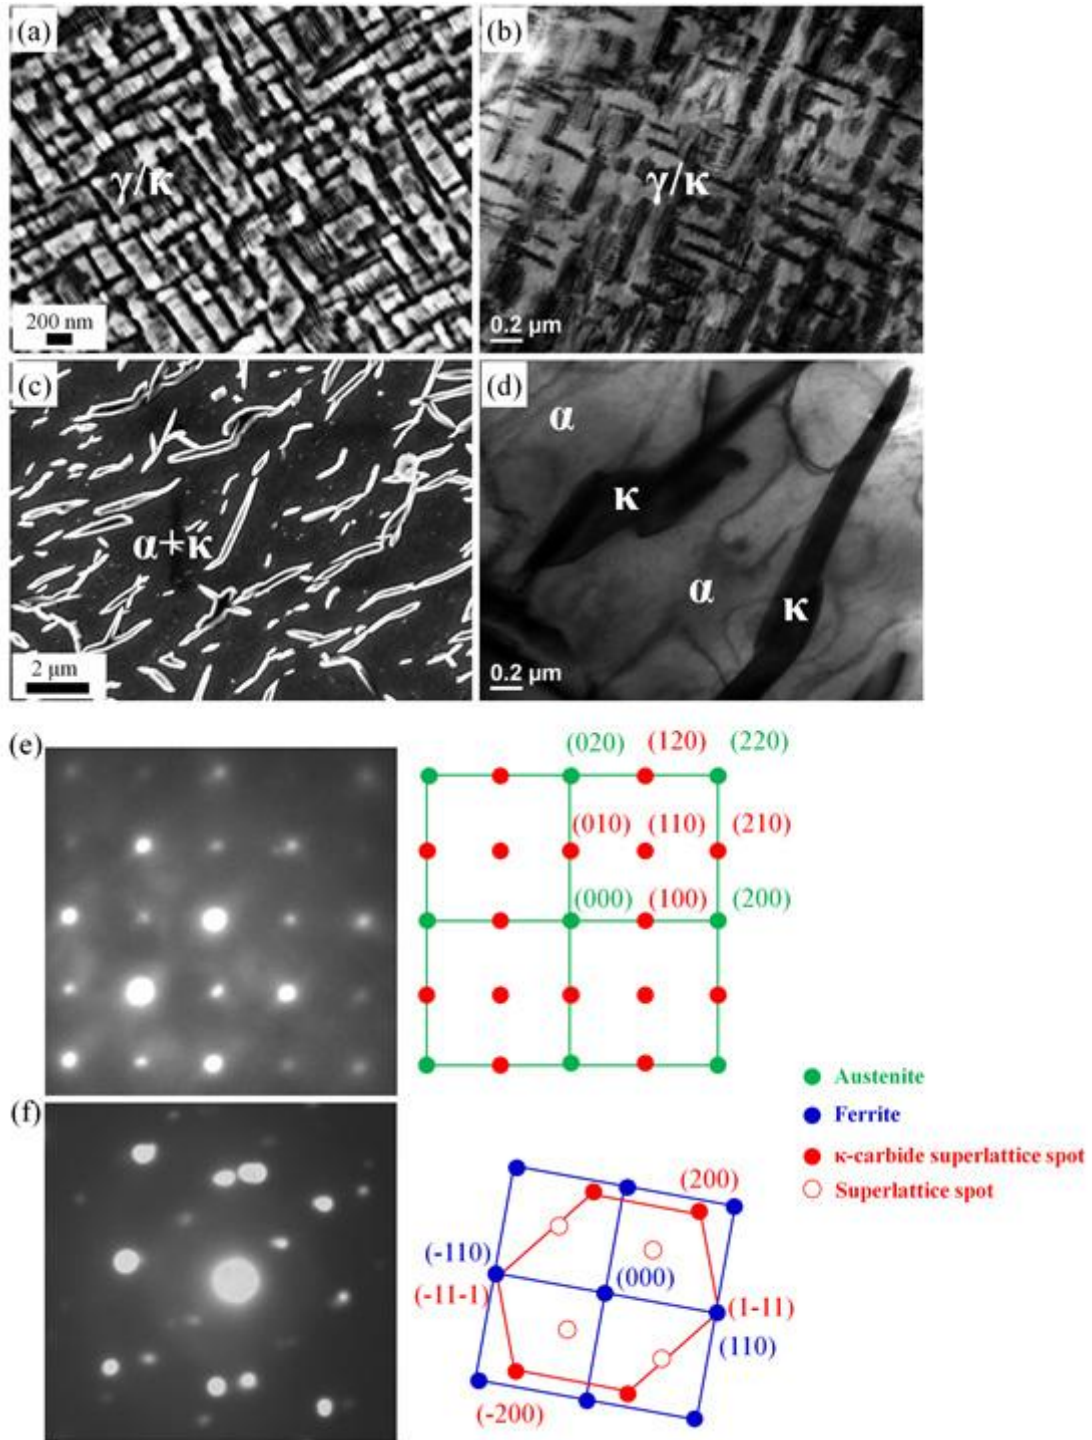 (a)
γ/κ
200 nm
(b)
γ/κ
0.2 μm
(c)
α+κ
2 μm
(d)
α
κ
α
κ
0.2 μm
(e)
(020) (120) (220)
(010) (110) (210)
(000) (100) (200)
Austenite
Ferrite
κ-carbide superlattice spot
Superlattice spot
(f)
(200)
(-110)
(000)
(-11-1)
(1-11)
(110)
(-200)